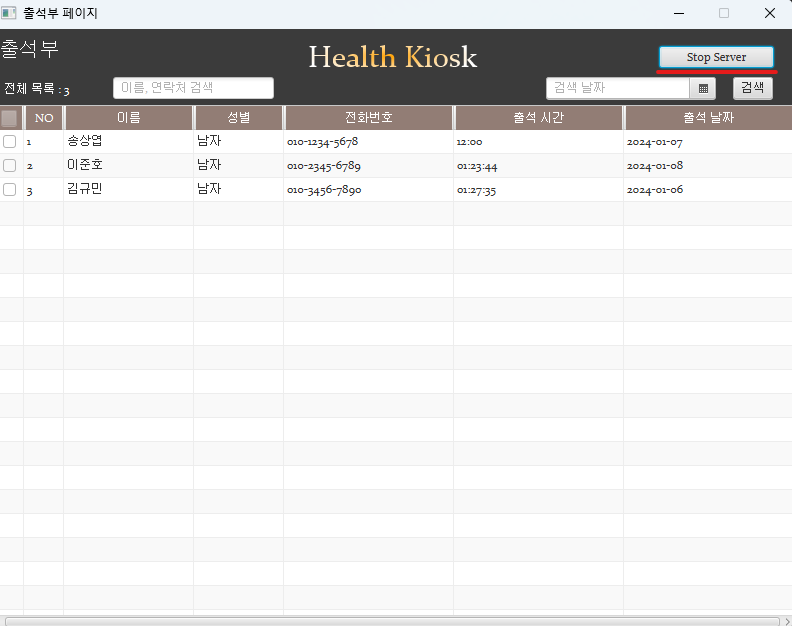 출석부 페이지
출석부
Health Kiosk
Stop Server
전체 목록 : 3
이름, 연락처 검색
검색 날짜
검색
NO 이름 성별 전화번호 출석 시간 출석 날짜
1 송상엽 남자 010-1234-5678 12:00 2024-01-07
2 이준호 남자 010-2345-6789 01:23:44 2024-01-08
3 김규민 남자 010-3456-7890 01:27:35 2024-01-06